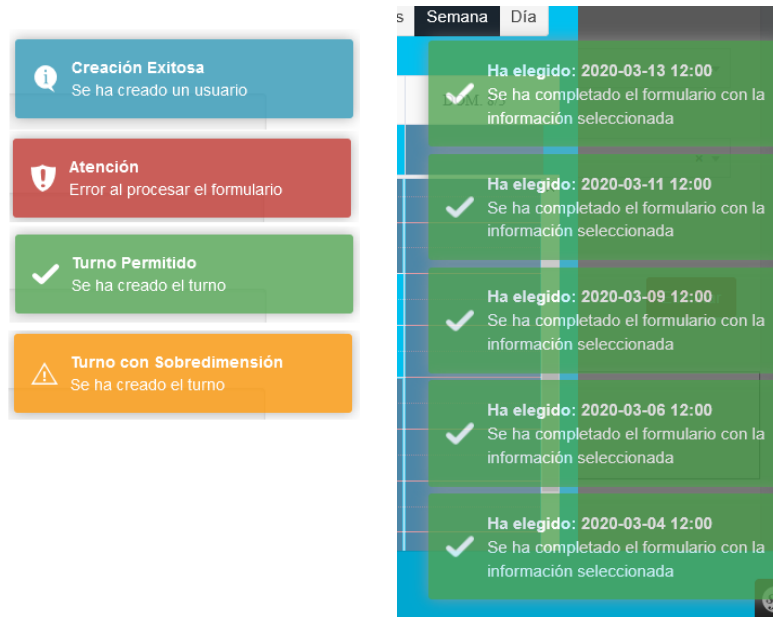 Creación Exitosa
Se ha creado un usuario
Atención
Error al procesar el formulario
Turno Permitido
Se ha creado el turno
Turno con Sobredimensión
Se ha creado el turno
s Semana Día
Ha elegido: 2020-03-13 12:00
Se ha completado el formulario con la
información seleccionada
DOM. 8/3
Ha elegido: 2020-03-11 12:00
Se ha completado el formulario con la
información seleccionada
Ha elegido: 2020-03-09 12:00
Se ha completado el formulario con la
información seleccionada
Ha elegido: 2020-03-06 12:00
Se ha completado el formulario con la
información seleccionada
Ha elegido: 2020-03-04 12:00
Se ha completado el formulario con la
información seleccionada